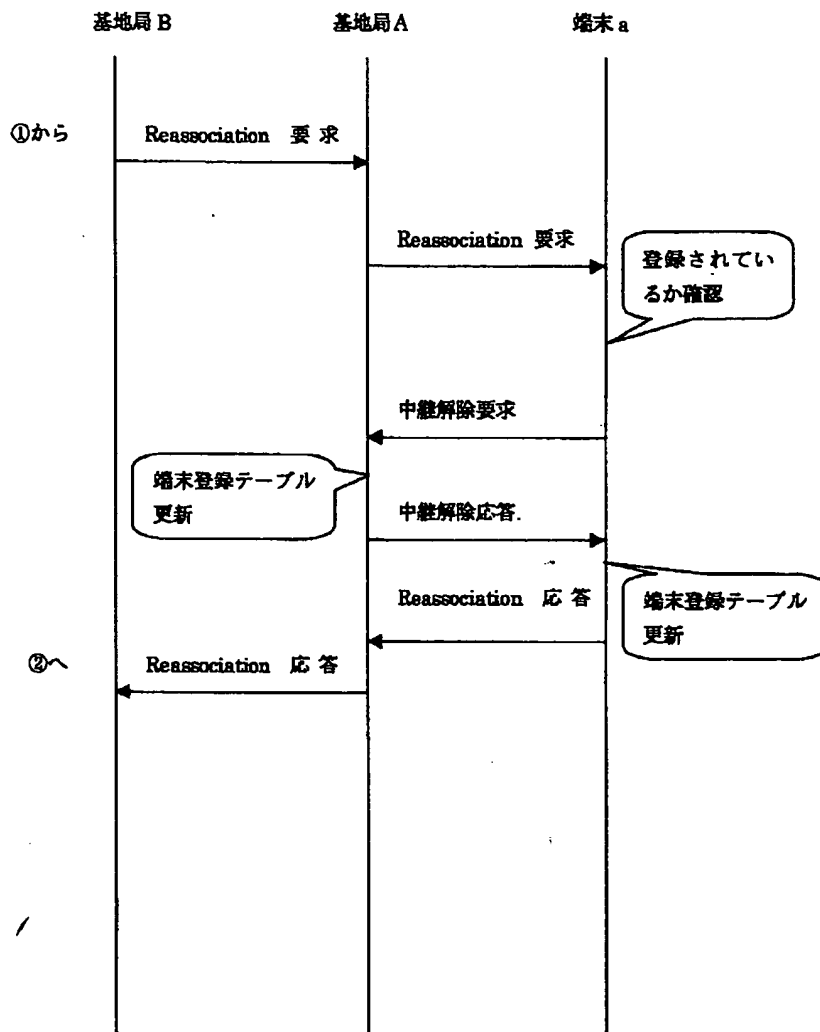 基地局 B 基地局 A 端末 a
①から Reassociation 要 求
Reassociation 要求
登録されてい
るか確認
中継解除要求
端末登録テーブル
更新
中継解除応答
Reassociation 応 答
端末登録テーブル
更新
②へ Reassociation 応 答